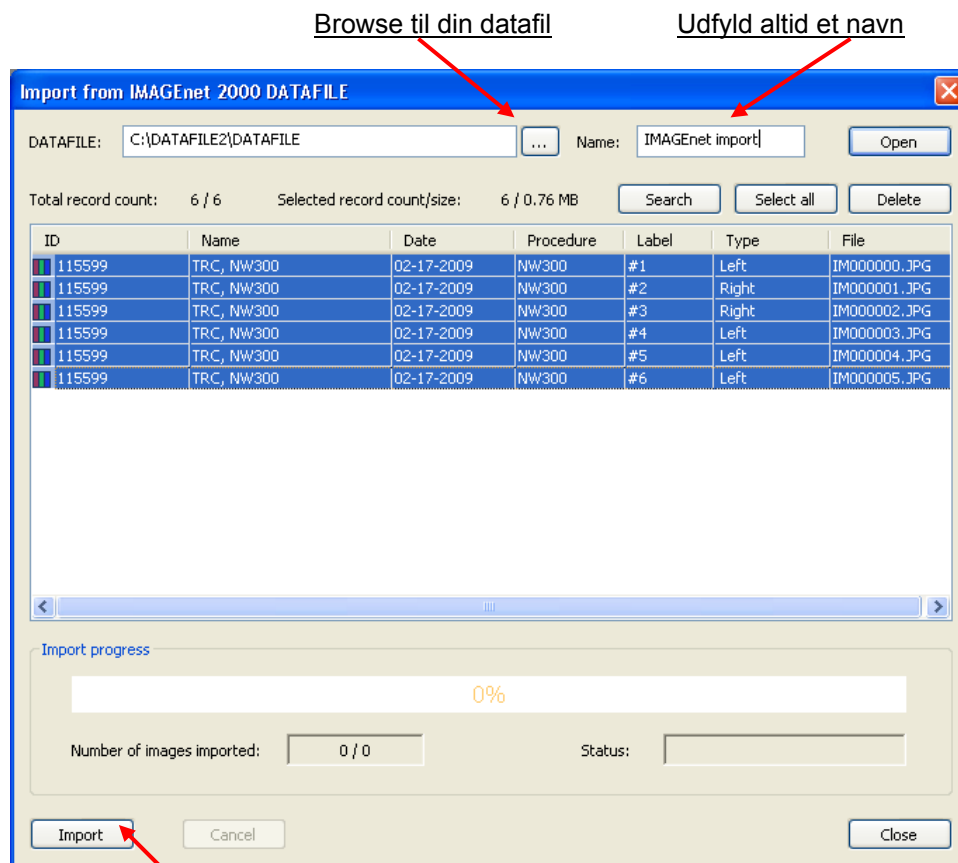 Browse til din datafil Udfyld altid et navn
Import from IMAGEnet 2000 DATAFILE
DATAFILE: C:\DATAFILE2\DATAFILE ... Name: IMAGEnet import Open
Total record count: 6 / 6 Selected record count/size: 6 / 0.76 MB Search Select all Delete
ID Name Date Procedure Label Type File
115599 TRC, NW300 02-17-2009 NW300 #1 Left IM000000.JPG
115599 TRC, NW300 02-17-2009 NW300 #2 Right IM000001.JPG
115599 TRC, NW300 02-17-2009 NW300 #3 Right IM000002.JPG
115599 TRC, NW300 02-17-2009 NW300 #4 Left IM000003.JPG
115599 TRC, NW300 02-17-2009 NW300 #5 Left IM000004.JPG
115599 TRC, NW300 02-17-2009 NW300 #6 Left IM000005.JPG
Import progress
0%
Number of images imported: 0 / 0 Status:
Import Cancel Close